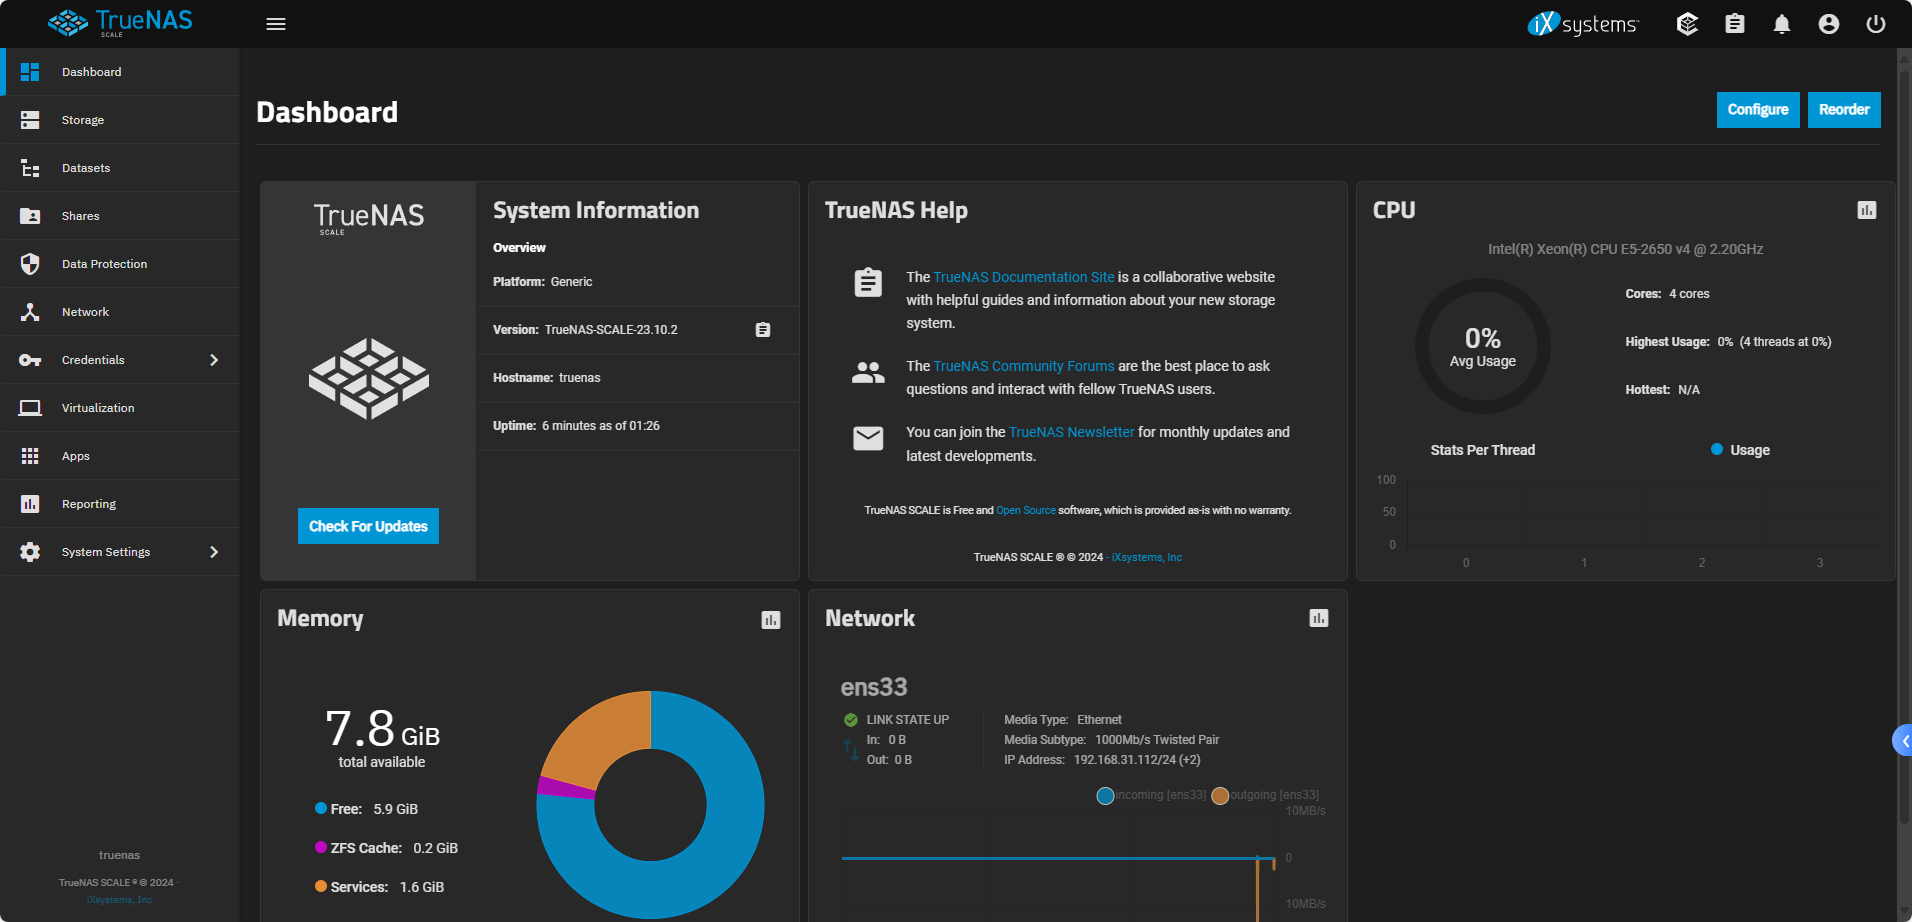 TrueNAS
SCALE
iXsystems
Dashboard
Storage
Datasets
Shares
Data Protection
Network
Credentials
Virtualization
Apps
Reporting
System Settings
truenas
TrueNAS SCALE ® © 2024 -
iXsystems, Inc
Dashboard
Configure
Reorder
TrueNAS
SCALE
Check For Updates
System Information
Overview
Platform: Generic
Version: TrueNAS-SCALE-23.10.2
Hostname: truenas
Uptime: 6 minutes as of 01:26
TrueNAS Help
The TrueNAS Documentation Site is a collaborative website
with helpful guides and information about your new storage
system.
The TrueNAS Community Forums are the best place to ask
questions and interact with fellow TrueNAS users.
You can join the TrueNAS Newsletter for monthly updates and
latest developments.
TrueNAS SCALE is Free and Open Source software, which is provided as-is with no warranty.
TrueNAS SCALE ® © 2024 - iXsystems, Inc
CPU
Intel(R) Xeon(R) CPU E5-2650 v4 @ 2.20GHz
0%
Avg Usage
Cores: 4 cores
Highest Usage: 0% (4 threads at 0%)
Hottest: N/A
Stats Per Thread
Usage
100
50
0
0 1 2 3
Memory
7.8 GiB
total available
Free: 5.9 GiB
ZFS Cache: 0.2 GiB
Services: 1.6 GiB
Network
ens33
LINK STATE UP
In: 0 B
Out: 0 B
Media Type: Ethernet
Media Subtype: 1000Mb/s Twisted Pair
IP Address: 192.168.31.112/24 (+2)
incoming [ens33] outgoing [ens33]
10MB/s
0
10MB/s